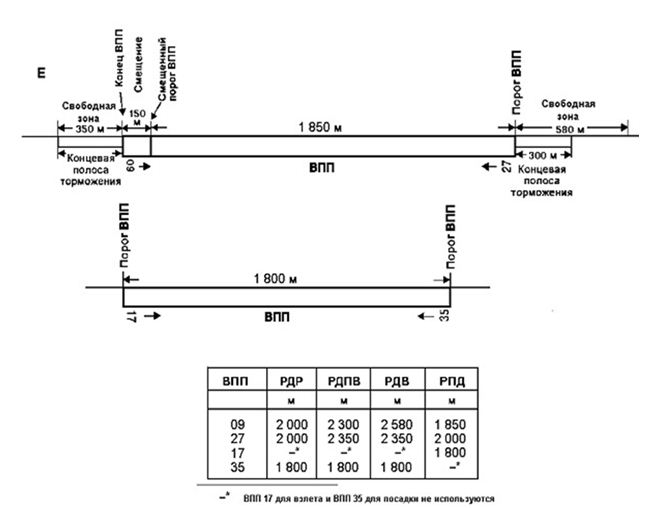 E
Конец ВПП
Смещение
Смещенный
порог ВПП
Порог ВПП
Свободная
зона
350 м
150
м
1 850 м
Свободная
зона
580 м
Концевая
полоса
торможения
09
ВПП
27
300 м
Концевая
полоса
торможения
Порог ВПП
Порог ВПП
1 800 м
17
ВПП
35
ВПП РДР РДПВ РДВ РПД
м м м м
09 2 000 2 300 2 580 1 850
27 2 000 2 350 2 350 2 000
17 –* –* –* 1 800
35 1 800 1 800 1 800 –*
–* ВПП 17 для взлета и ВПП 35 для посадки не используются